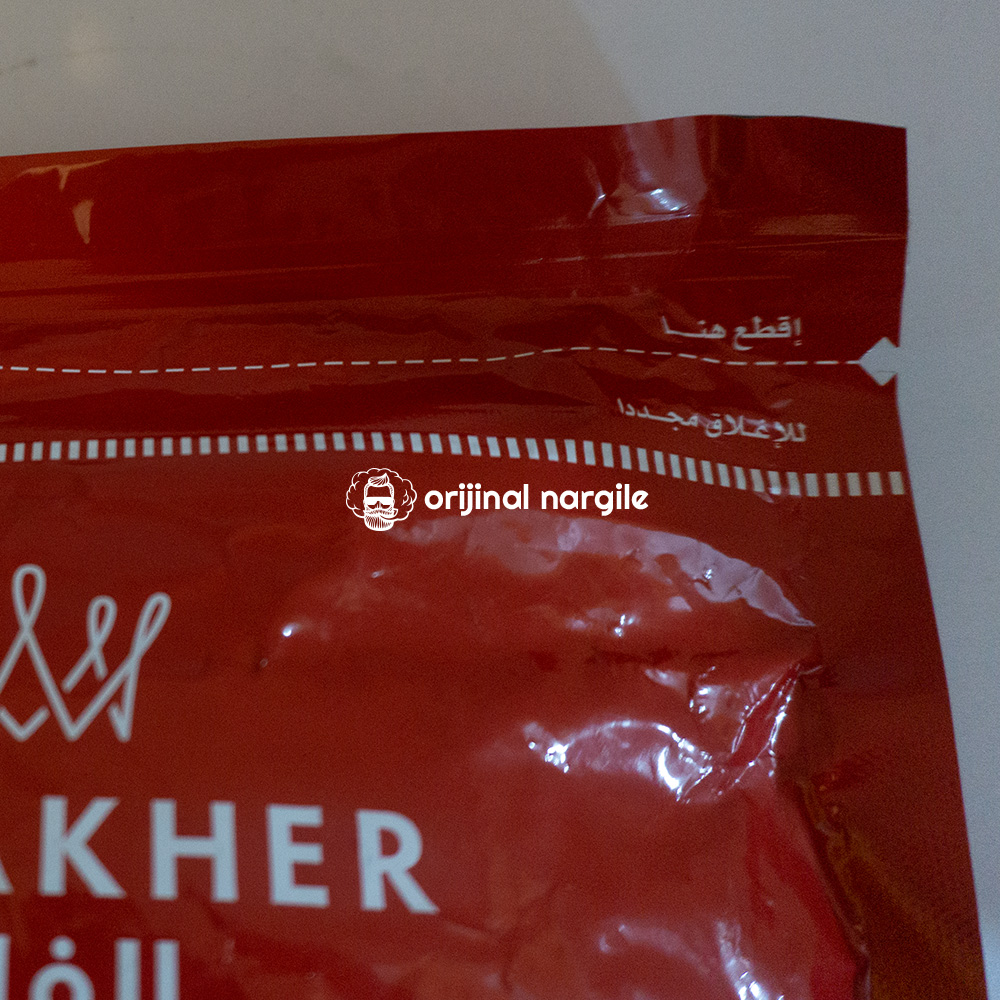 إقطع هنا
للإغلاق مجددا
orijinal nargile
AKHER